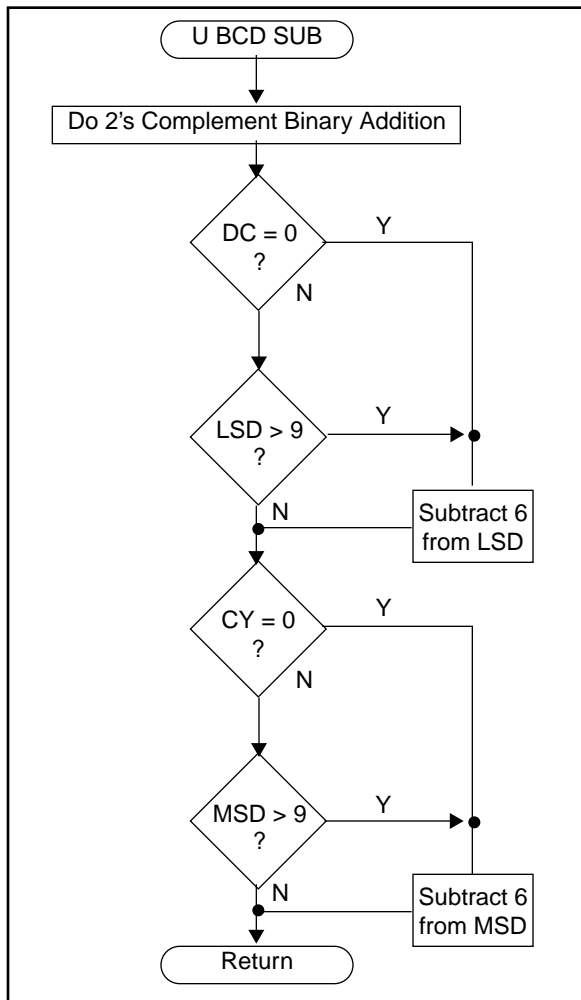 U BCD SUB
Do 2's Complement Binary Addition
DC = 0
?
Y
N
LSD > 9
?
Y
N
Subtract 6
from LSD
CY = 0
?
Y
N
MSD > 9
?
Y
N
Subtract 6
from MSD
Return